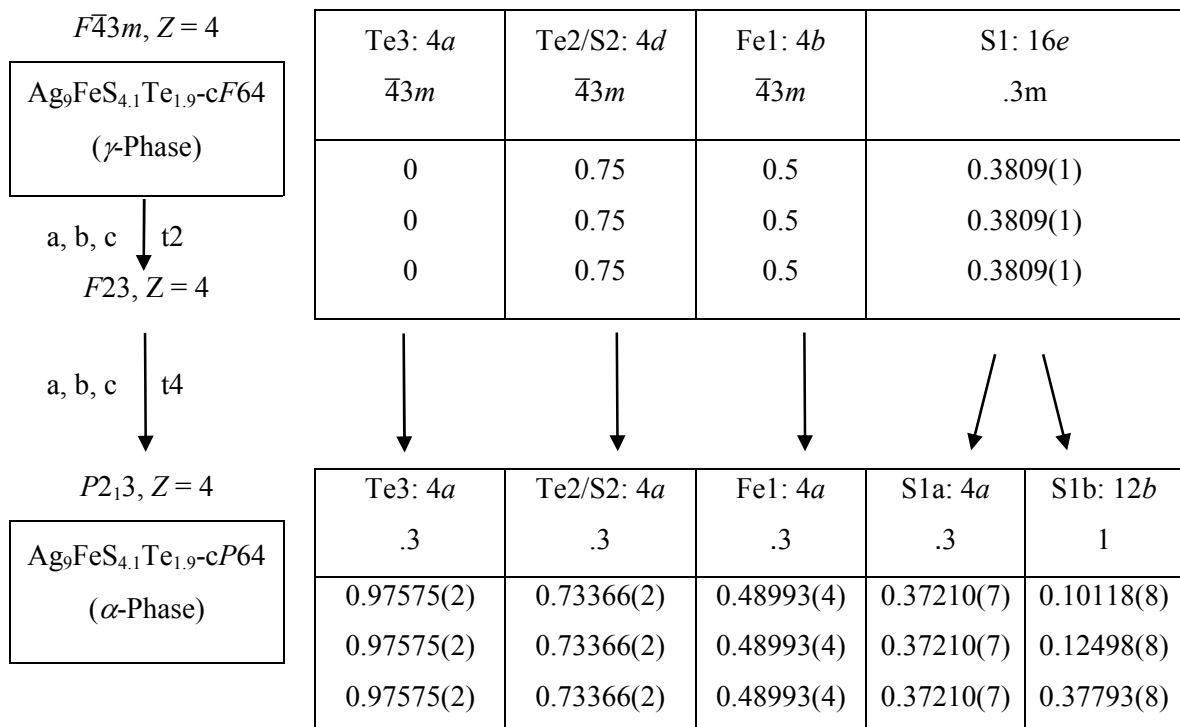 F4̅3m, Z = 4
Ag₉FeS₄.₁Te₁.₉-cF64
(γ-Phase)
a, b, c t2
F23, Z = 4
a, b, c t4
P2₁3, Z = 4
Ag₉FeS₄.₁Te₁.₉-cP64
(α-Phase)
Te3: 4a Te2/S2: 4d Fe1: 4b S1: 16e
4̅3m 4̅3m 4̅3m .3m
0 0.75 0.5 0.3809(1)
0 0.75 0.5 0.3809(1)
0 0.75 0.5 0.3809(1)
Te3: 4a Te2/S2: 4a Fe1: 4a S1a: 4a S1b: 12b
.3 .3 .3 .3 1
0.97575(2) 0.73366(2) 0.48993(4) 0.37210(7) 0.10118(8)
0.97575(2) 0.73366(2) 0.48993(4) 0.37210(7) 0.12498(8)
0.97575(2) 0.73366(2) 0.48993(4) 0.37210(7) 0.37793(8)